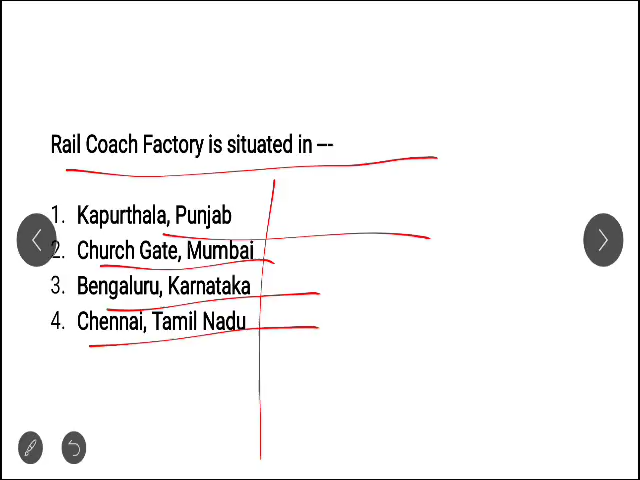 Rail Coach Factory is situated in –--
1. Kapurthala, Punjab
2. Church Gate, Mumbai
3. Bengaluru, Karnataka
4. Chennai, Tamil Nadu